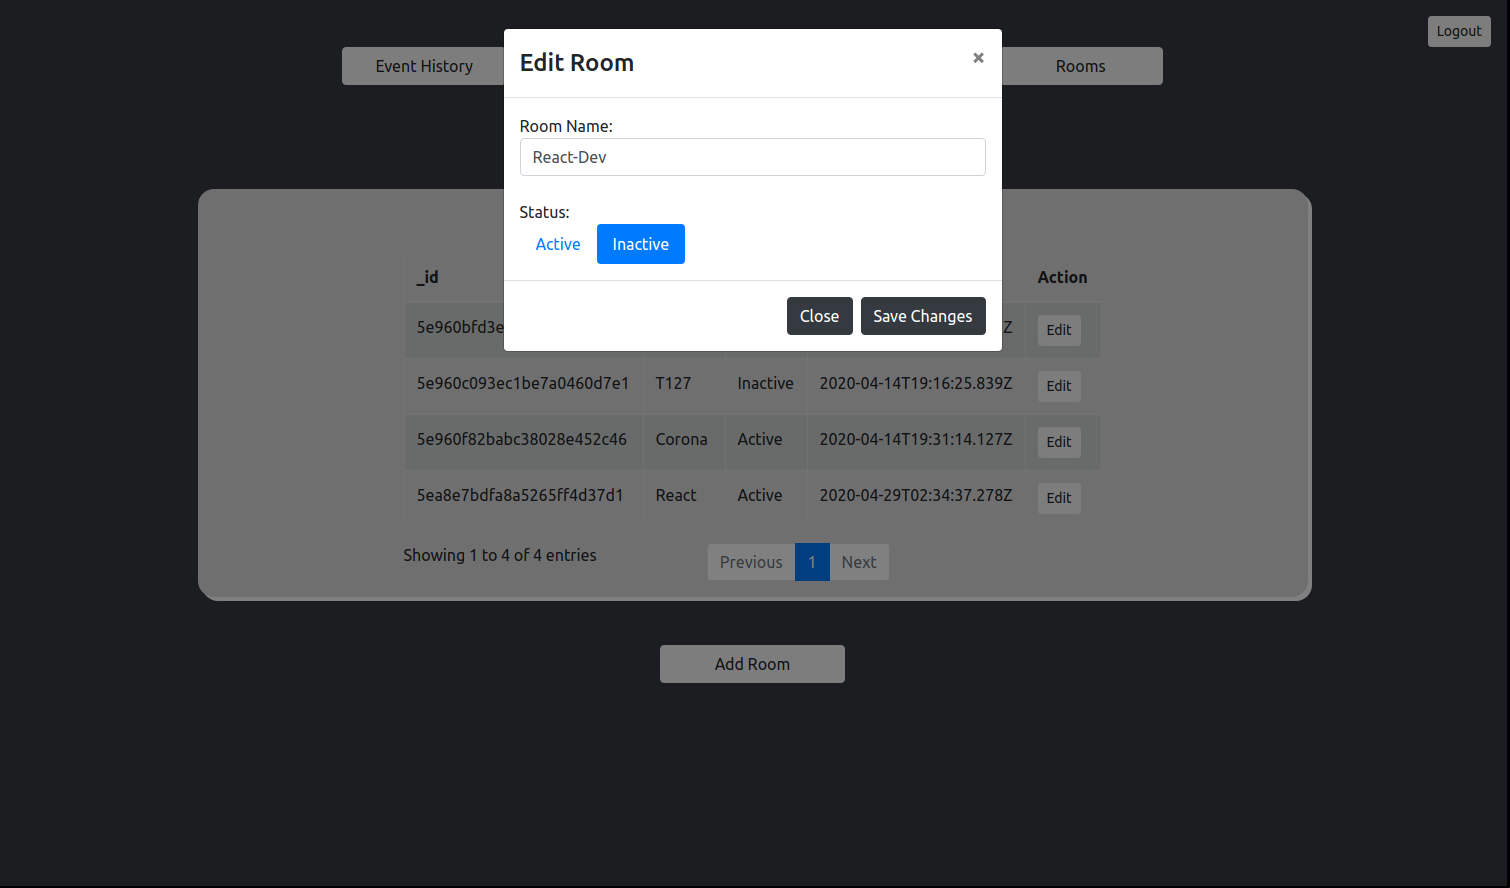 Logout
Event History
Rooms
Edit Room
×
Room Name:
React-Dev
Status:
Active Inactive
Close Save Changes
_id Action
5e960bfd3e Z Edit
5e960c093ec1be7a0460d7e1 T127 Inactive 2020-04-14T19:16:25.839Z Edit
5e960f82babc38028e452c46 Corona Active 2020-04-14T19:31:14.127Z Edit
5ea8e7bdfa8a5265ff4d37d1 React Active 2020-04-29T02:34:37.278Z Edit
Showing 1 to 4 of 4 entries
Previous 1 Next
Add Room